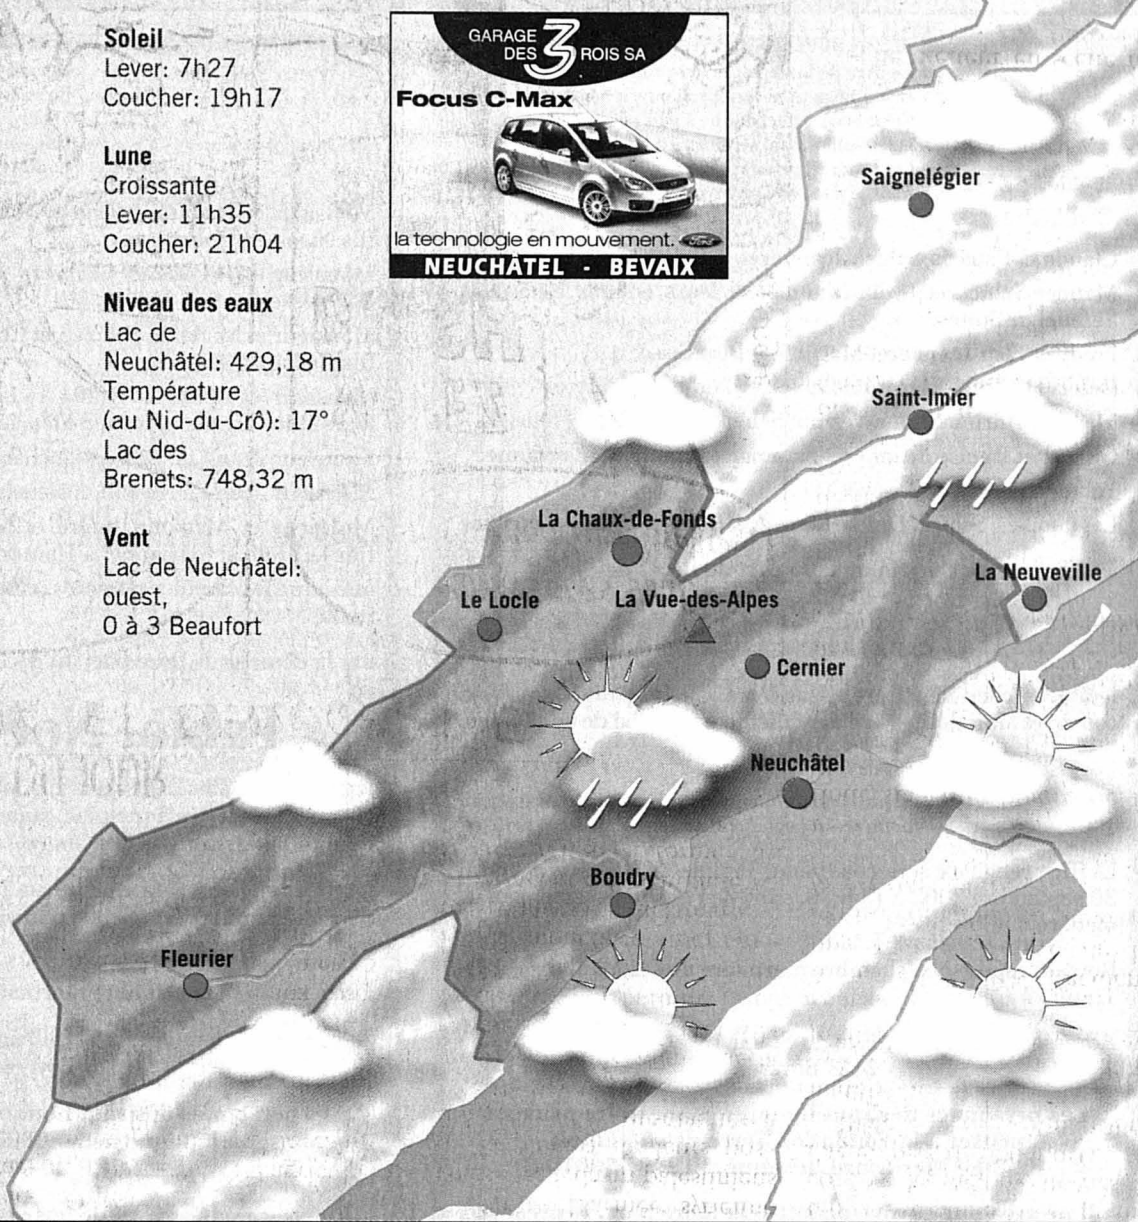 Soleil
Lever: 7h27
Coucher: 19h17
Lune
Croissante
Lever: 11h35
Coucher: 21h04
Niveau des eaux
Lac de
Neuchâtel: 429,18 m
Température
(au Nid-du-Crô): 17°
Lac des
Brenets: 748,32 m
Vent
Lac de Neuchâtel:
ouest,
0 à 3 Beaufort
GARAGE
DES 3 ROIS SA
Focus C-Max
la technologie en mouvement. Ford
NEUCHÂTEL - BEVAIX
Saignelégier
Saint-Imier
La Chaux-de-Fonds
La Neuveville
Le Locle
La Vue-des-Alpes
Cernier
Neuchâtel
Boudry
Fleurier